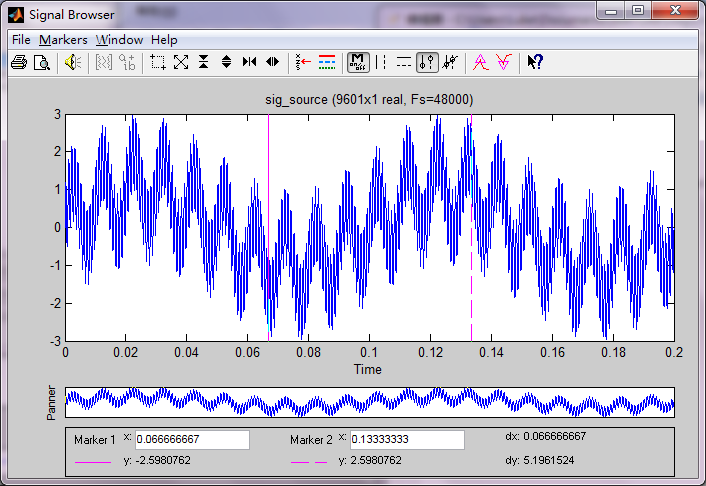 Signal Browser
File Markers Window Help
M
on/off
sig_source (9601x1 real, Fs=48000)
3
2
1
0
-1
-2
-3
0 0.02 0.04 0.06 0.08 0.1 0.12 0.14 0.16 0.18 0.2
Time
Panner
Marker 1 x: 0.066666667 Marker 2 x: 0.13333333 dx: 0.066666667
y: -2.5980762 y: 2.5980762 dy: 5.1961524